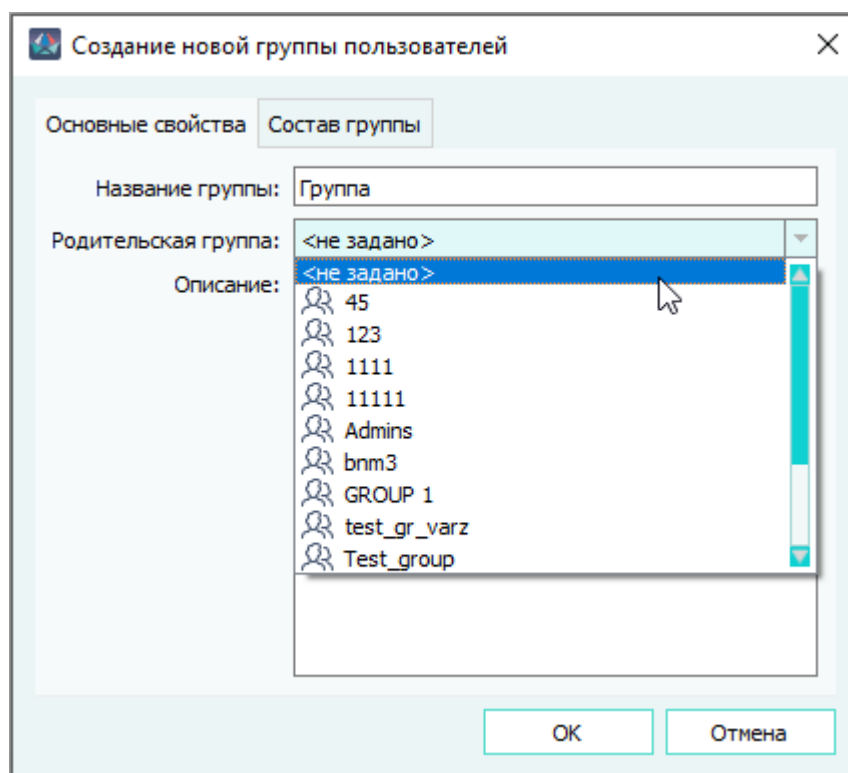 Создание новой группы пользователей
Основные свойства Состав группы
Название группы: Группа
Родительская группа: <не задано>
<не задано>
Описание:
45
123
1111
11111
Admins
bnm3
GROUP 1
test_gr_varz
Test_group
OK Отмена